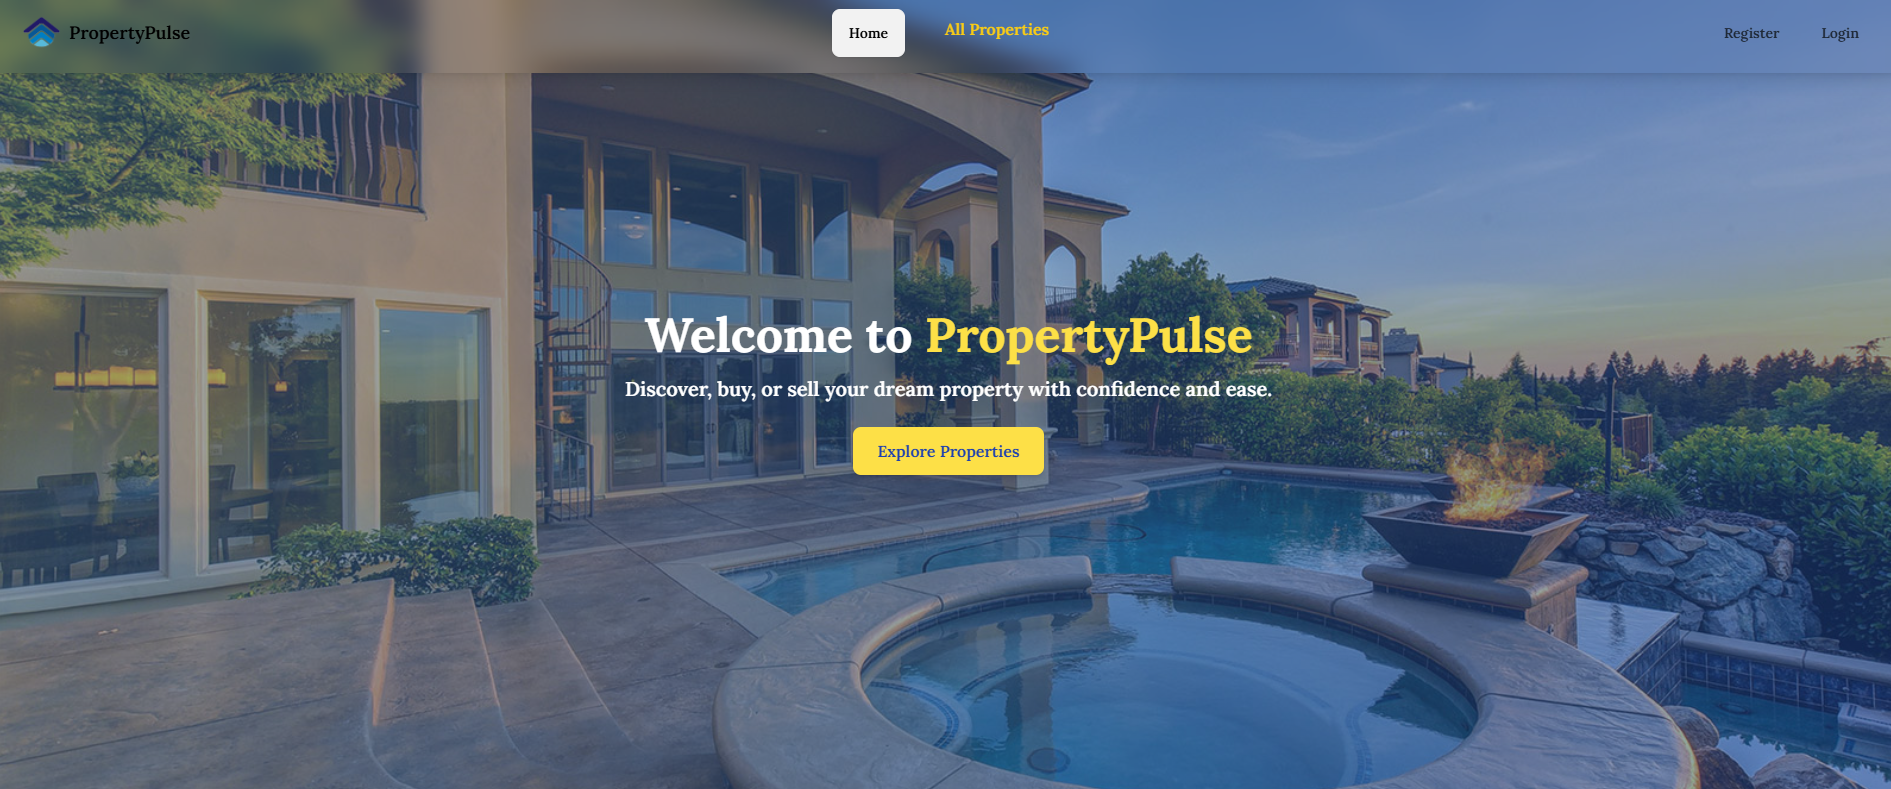 PropertyPulse
Home
All Properties
Register
Login
Welcome to PropertyPulse
Discover, buy, or sell your dream property with confidence and ease.
Explore Properties